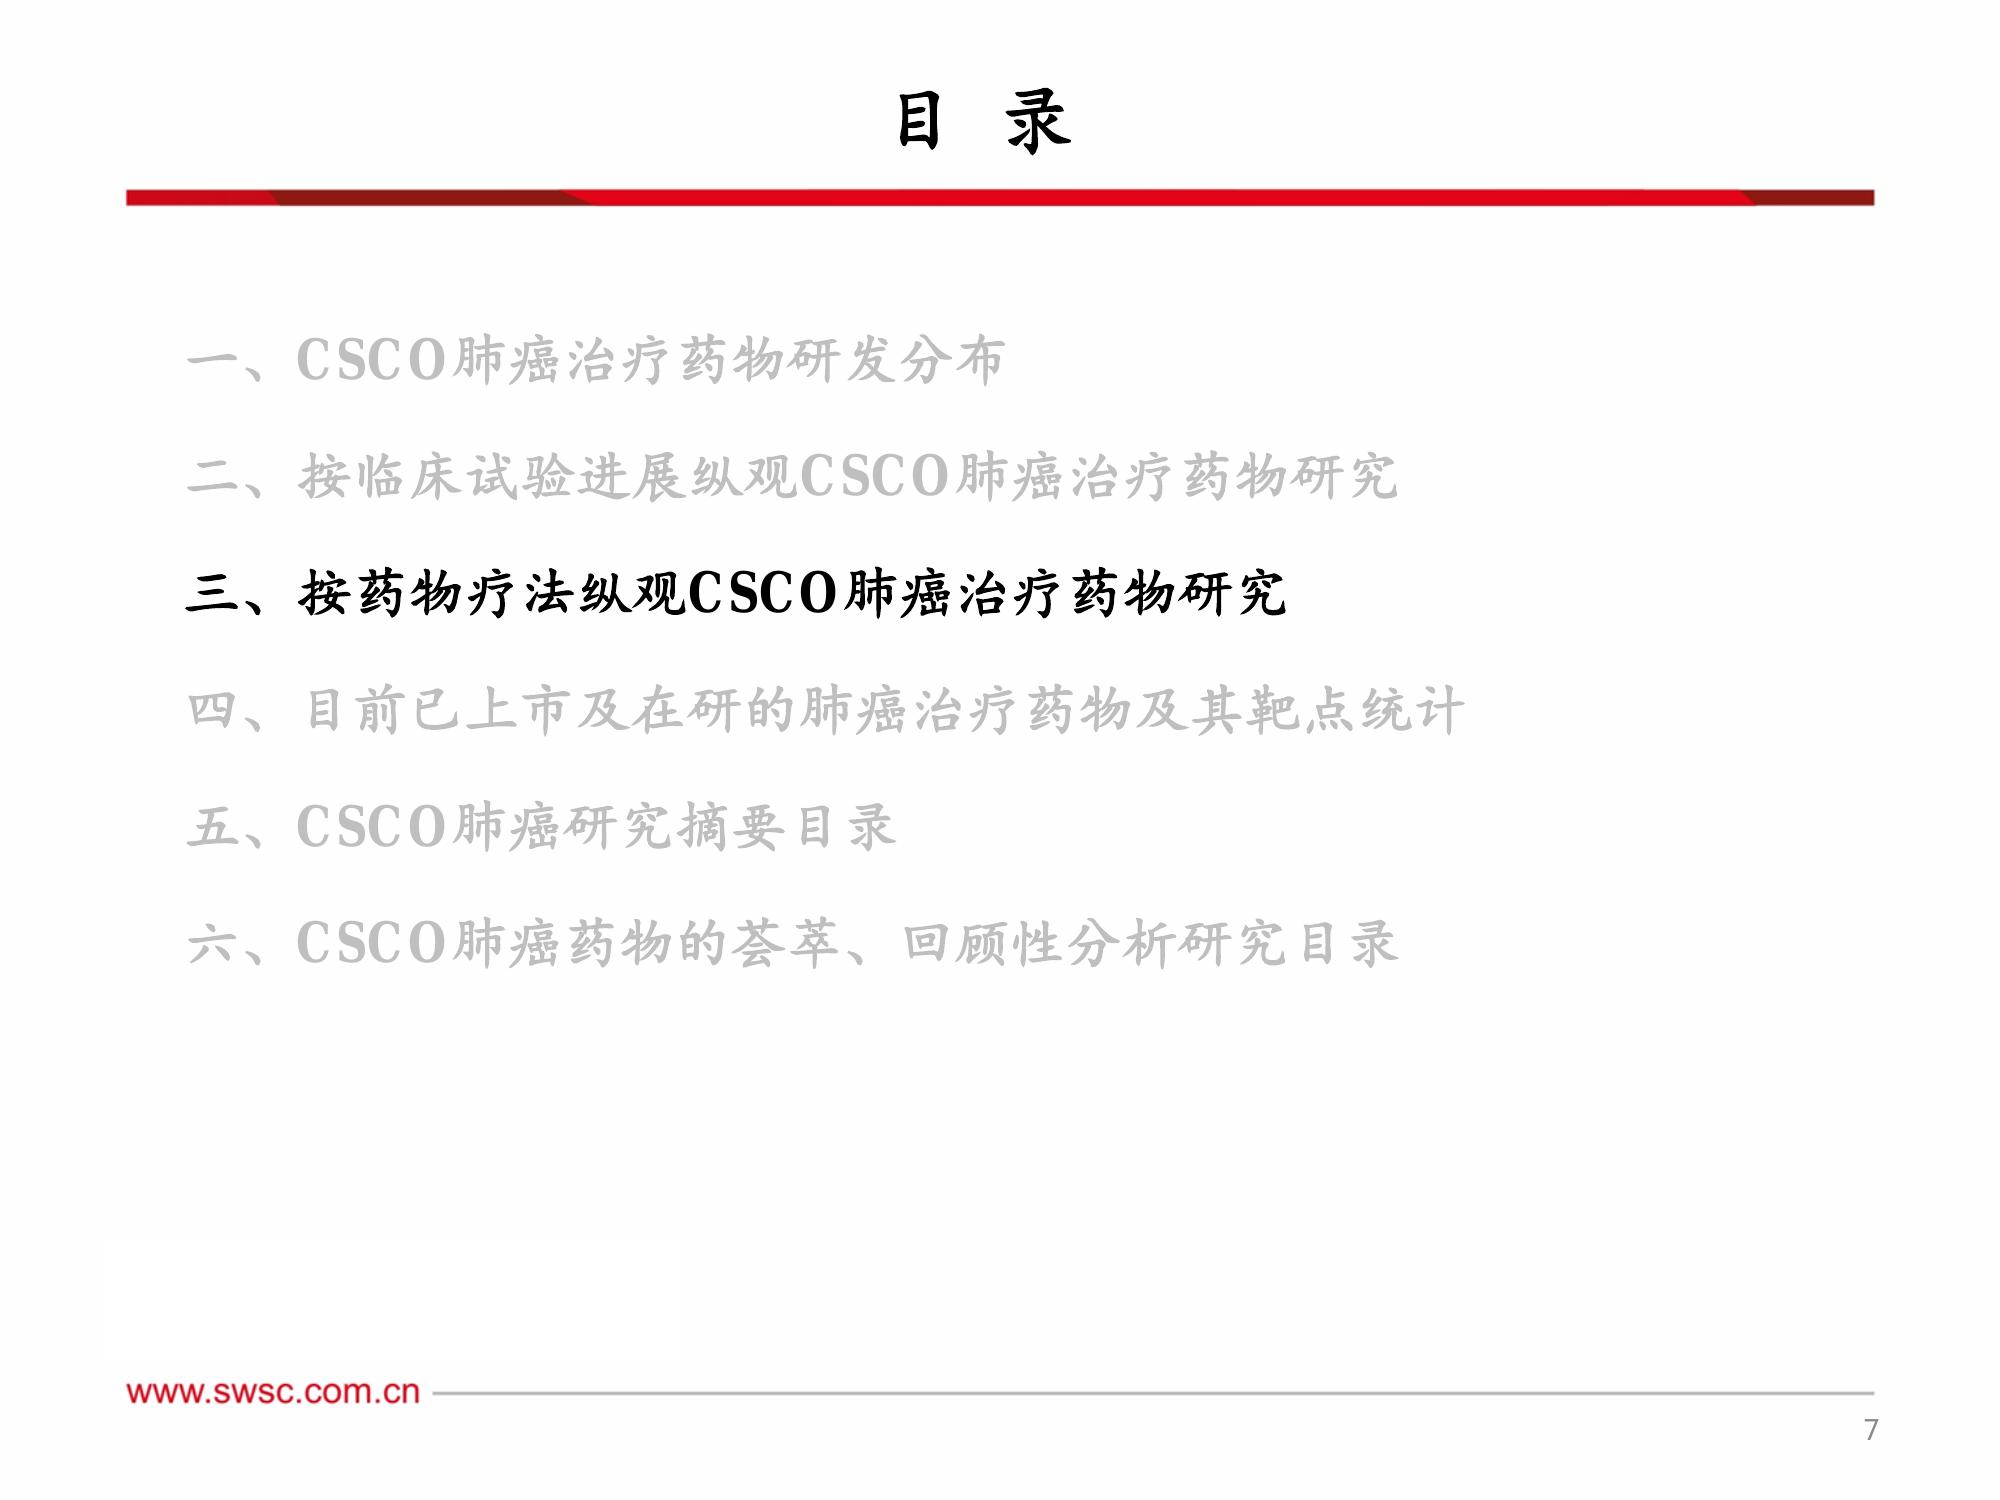 目 录
一、CSCO肺癌治疗药物研发分布
二、按临床试验进展纵观CSCO肺癌治疗药物研究
三、按药物疗法纵观CSCO肺癌治疗药物研究
四、目前已上市及在研的肺癌治疗药物及其靶点统计
五、CSCO肺癌研究摘要目录
六、CSCO肺癌药物的荟萃、回顾性分析研究目录
www.swsc.com.cn
7